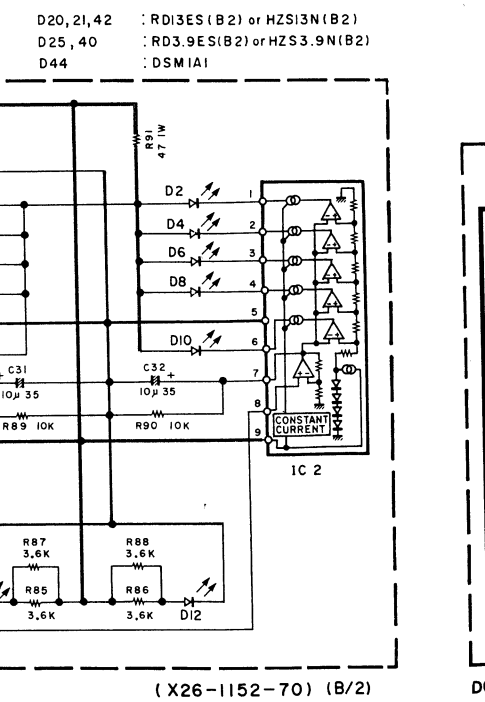 D20,21,42 : RD13ES(B2) or HZS13N(B2)
D25,40 : RD3.9ES(B2) or HZS3.9N(B2)
D44 : DSM1A1
R91
47 1W
D2
1
D4
2
D6
3
D8
4
5
D10
6
C31
+
10μ 35
C32
+
10μ 35
7
R89 10K
R90 10K
8
CONSTANT
CURRENT
9
IC 2
R87
3.6K
R88
3.6K
R85
3.6K
R86
3.6K
D12
(X26-1152-70) (B/2)